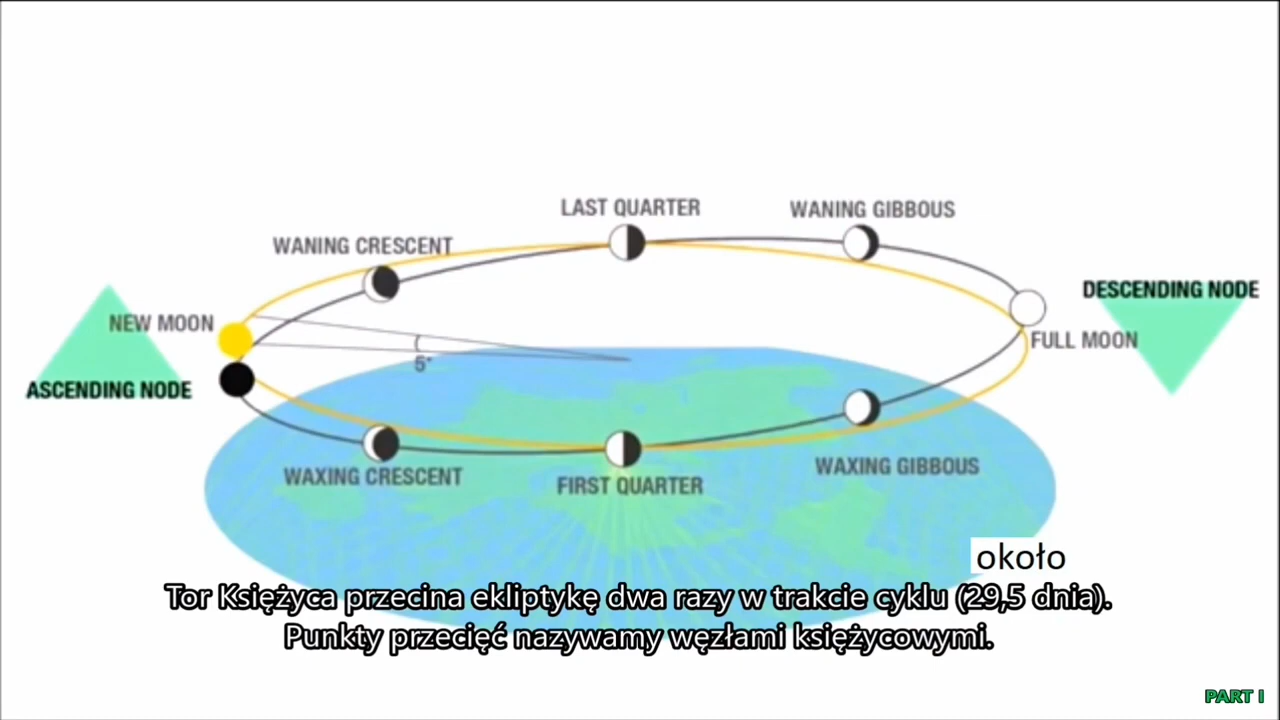 LAST QUARTER
WANING GIBBOUS
WANING CRESCENT
DESCENDING NODE
NEW MOON
FULL MOON
5°
ASCENDING NODE
WAXING GIBBOUS
WAXING CRESCENT
FIRST QUARTER
około
Tor Księżyca przecina ekliptykę dwa razy w trakcie cyklu (29,5 dnia).
Punkty przecięć nazywamy węzłami księżycowymi.
PART I